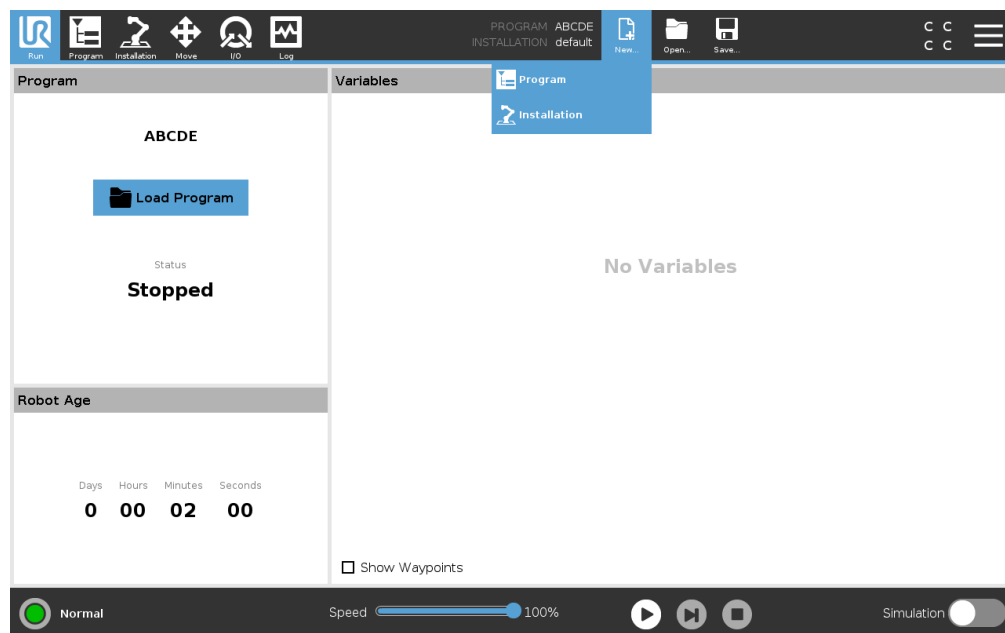 UR
Run
Program
Installation
Move
I/O
Log
PROGRAM ABCDE
INSTALLATION default
New...
Open...
Save...
C C
C C
Program
Installation
Program
Variables
ABCDE
Load Program
Status
Stopped
No Variables
Robot Age
Days Hours Minutes Seconds
0 00 02 00
Show Waypoints
Normal
Speed 100%
Simulation